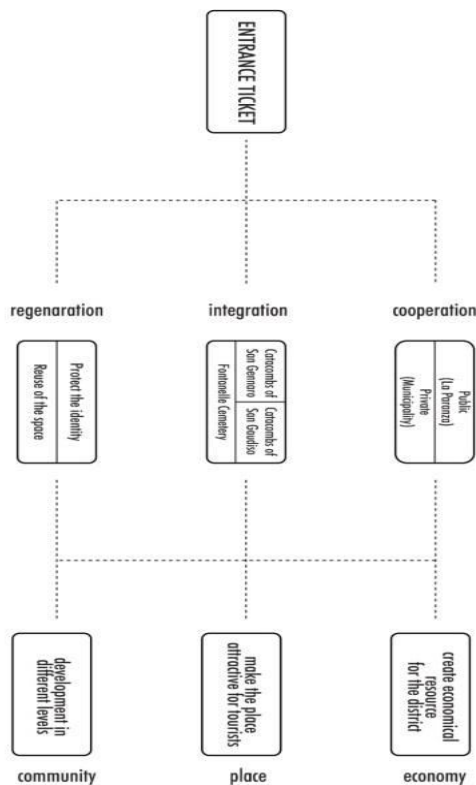 ENTRANCE TICKET
regenaration
integration
cooperation
Protect the identity
Reuse of the space
Catacombs of
San Gennaro
Catacombs of
San Gaudiso
Fontanelle Cemetery
Publik
(La Paranza)
Private
(Municipality)
development in
different levels
make the place
attractive for tourists
create economical
resource
for the district
community
place
economy